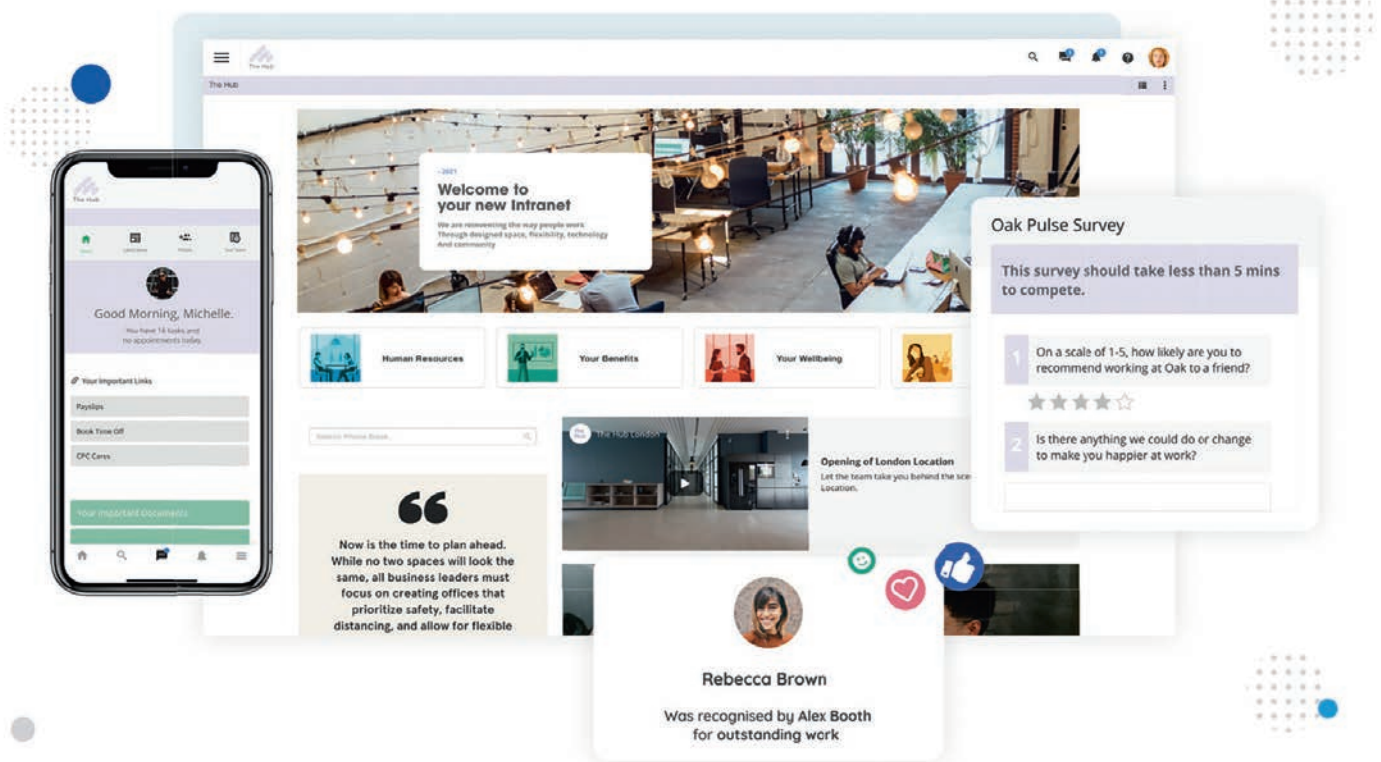 The Hub
The Hub
- 2021
Welcome to
your new Intranet
We are reinventing the way people work
Through designed space, flexibility, technology
And community
Human Resources
Your Benefits
Your Wellbeing
The Hub London
Opening of London Location
Let the team take you behind the sce
Location.
Now is the time to plan ahead.
While no two spaces will look the
same, all business leaders must
focus on creating offices that
prioritize safety, facilitate
distancing, and allow for flexible
The Hub
Good Morning, Michelle.
You have 16 tasks and
no appointments today.
Your Important Links
Payslips
Book Time Off
CPC Cares
Your Important Documents
Oak Pulse Survey
This survey should take less than 5 mins
to compete.
1
On a scale of 1-5, how likely are you to
recommend working at Oak to a friend?
2
Is there anything we could do or change
to make you happier at work?
Rebecca Brown
Was recognised by Alex Booth
for outstanding work